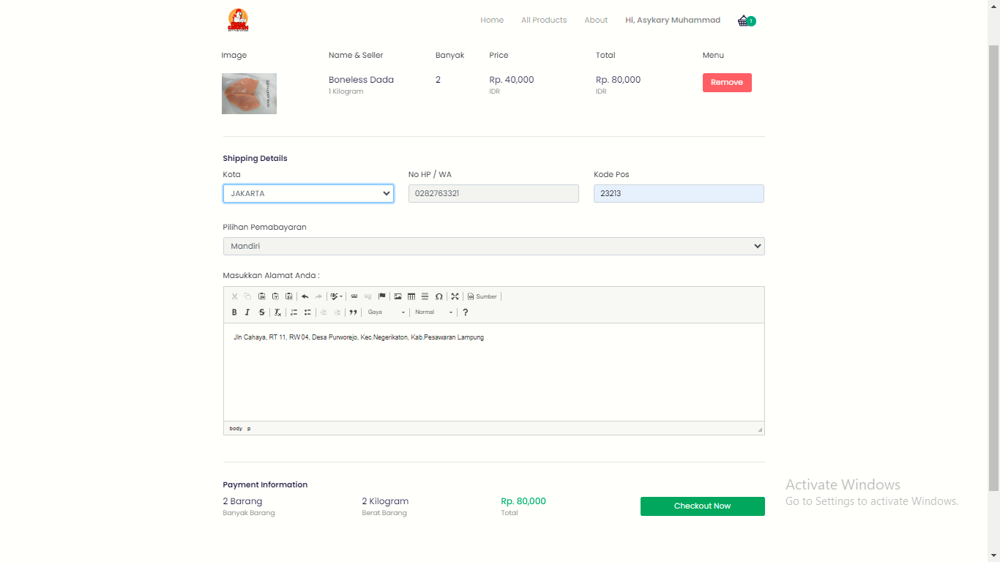 Home All Products About Hi, Asykary Muhammad 1
Image Name & Seller Banyak Price Total Menu
Boneless Dada 2 Rp. 40,000 Rp. 80,000 Remove
1 Kilogram IDR IDR
Shipping Details
Kota No HP / WA Kode Pos
JAKARTA 0282763321 23213
Pilihan Pemabayaran
Mandiri
Masukkan Alamat Anda :
ABC Ω Sumber
B I S Tx Gaya Normal ?
Jln Cahaya, RT 11, RW 04, Desa Purworejo, Kec.Negerikaton, Kab.Pesawaran Lampung
body p
Payment Information
2 Barang 2 Kilogram Rp. 80,000 Checkout Now
Banyak Barang Berat Barang Total
Activate Windows
Go to Settings to activate Windows.